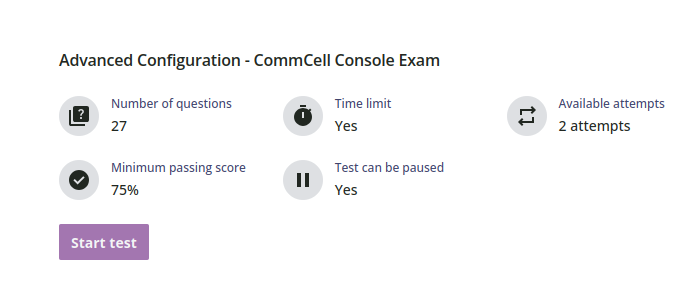 Advanced Configuration - CommCell Console Exam
Number of questions
27
Time limit
Yes
Available attempts
2 attempts
Minimum passing score
75%
Test can be paused
Yes
Start test